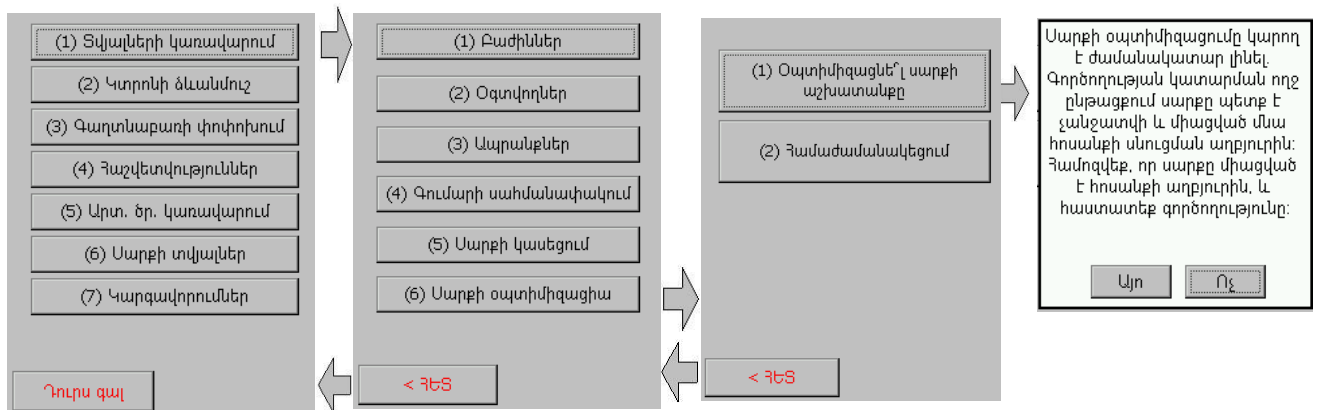 (1) Տվյալների կառավարում
(2) Կտրոնի ձևանմուշ
(3) Գաղտնաբառի փոփոխում
(4) Հաշվետվություններ
(5) Արտ. ծր. կառավարում
(6) Սարքի տվյալներ
(7) Կարգավորումներ
Դուրս գալ
(1) Բաժիններ
(2) Օգտվողներ
(3) Ապրանքներ
(4) Գումարի սահմանափակում
(5) Սարքի կասեցում
(6) Սարքի օպտիմիզացիա
< ՀԵՏ
(1) Օպտիմիզացնե՞լ սարքի
աշխատանքը
(2) Համաժամանակեցում
< ՀԵՏ
Սարքի օպտիմիզացումը կարող
է ժամանակատար լինել.
Գործողության կատարման ողջ
ընթացքում սարքը պետք է
չանջատվի և միացված մնա
հոսանքի սնուցման աղբյուրին:
Համոզվեք, որ սարքը միացված
է հոսանքի աղբյուրին, և
հաստատեք գործողությունը:
Այո
Ոչ